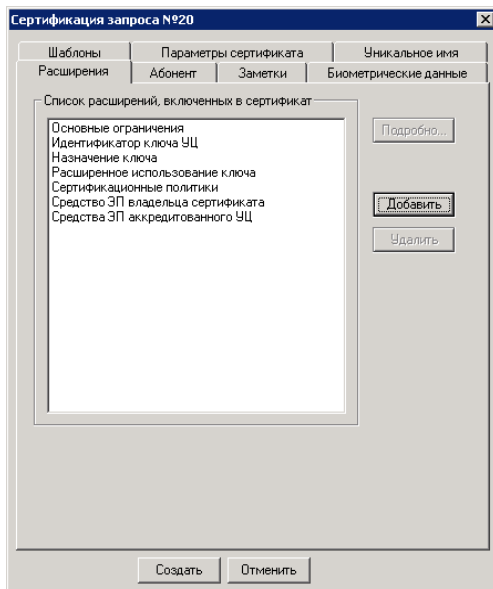 Сертификация запроса №20
Шаблоны
Параметры сертификата
Уникальное имя
Расширения
Абонент
Заметки
Биометрические данные
Список расширений, включенных в сертификат
Основные ограничения
Идентификатор ключа УЦ
Назначение ключа
Расширенное использование ключа
Сертификационные политики
Средство ЭП владельца сертификата
Средства ЭП аккредитованного УЦ
Подробно...
Добавить
Удалить
Создать
Отменить